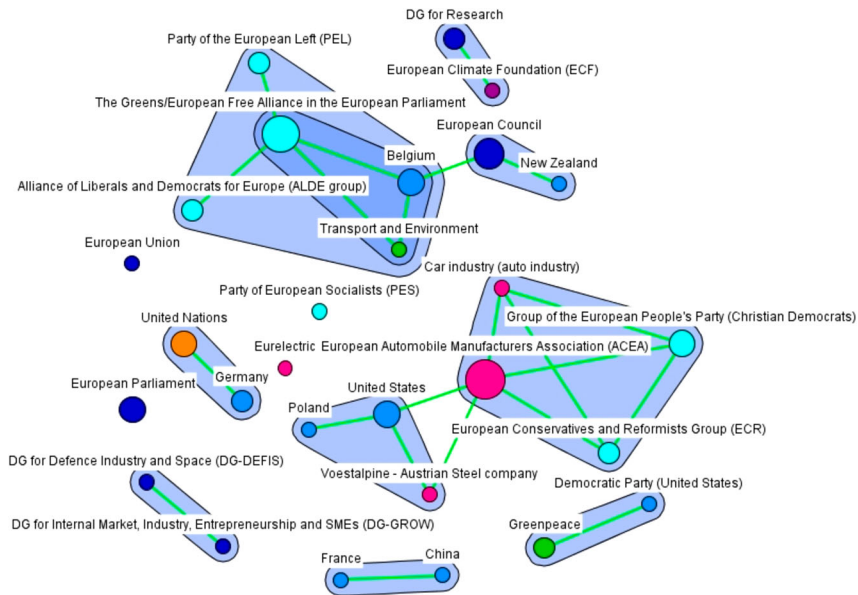 DG for Research
Party of the European Left (PEL)
European Climate Foundation (ECF)
The Greens/European Free Alliance in the European Parliament
European Council
Belgium
New Zealand
Alliance of Liberals and Democrats for Europe (ALDE group)
Transport and Environment
European Union
Car industry (auto industry)
Party of European Socialists (PES)
United Nations
Group of the European People's Party (Christian Democrats)
Eurelectric
European Automobile Manufacturers Association (ACEA)
European Parliament
Germany
United States
Poland
European Conservatives and Reformists Group (ECR)
DG for Defence Industry and Space (DG-DEFIS)
Voestalpine - Austrian Steel company
Democratic Party (United States)
DG for Internal Market, Industry, Entrepreneurship and SMEs (DG-GROW)
Greenpeace
France
China